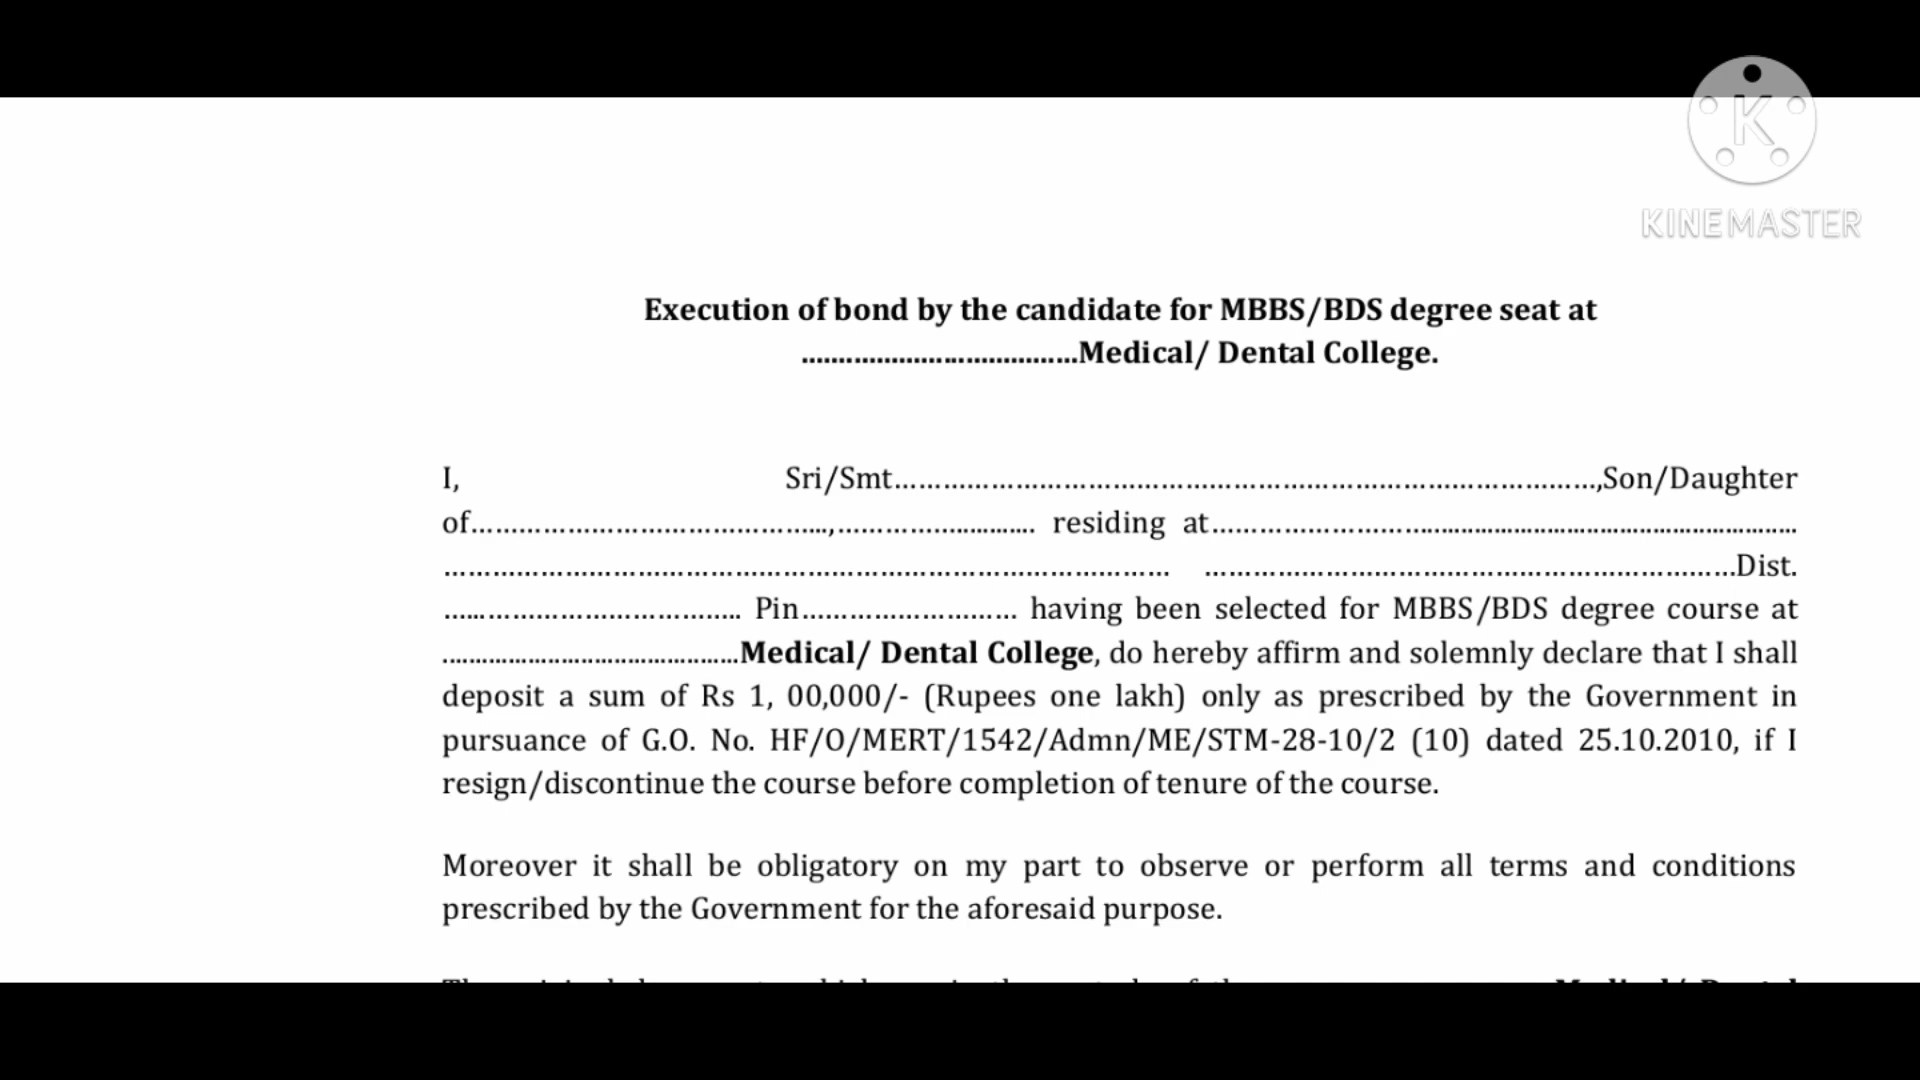 K
KINEMASTER
Execution of bond by the candidate for MBBS/BDS degree seat at
.....................................Medical/ Dental College.
I, Sri/Smt…………………………………………………………………………….,Son/Daughter
of……………………………………...,…………….............. residing at………………………..................................................
……………………………………………………………………………… …………………………………………………………Dist.
…...……………………………….. Pin……………………… having been selected for MBBS/BDS degree course at
.............................................Medical/ Dental College, do hereby affirm and solemnly declare that I shall
deposit a sum of Rs 1, 00,000/- (Rupees one lakh) only as prescribed by the Government in
pursuance of G.O. No. HF/O/MERT/1542/Admn/ME/STM-28-10/2 (10) dated 25.10.2010, if I
resign/discontinue the course before completion of tenure of the course.
Moreover it shall be obligatory on my part to observe or perform all terms and conditions
prescribed by the Government for the aforesaid purpose.